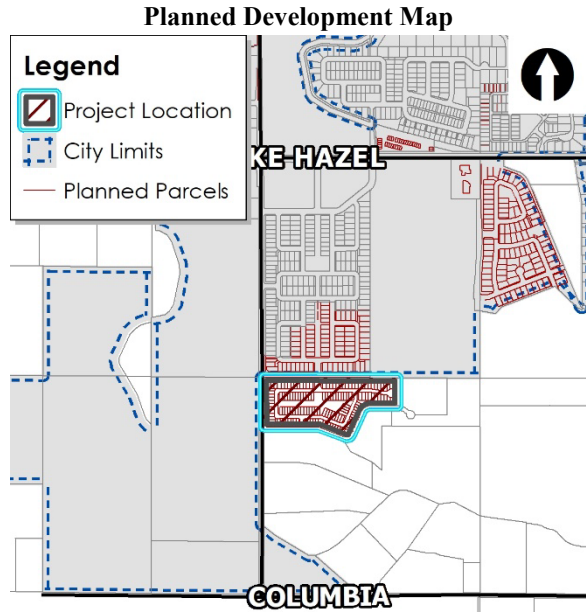 Planned Development Map
Legend
Project Location
City Limits
Planned Parcels
KE HAZEL
COLUMBIA